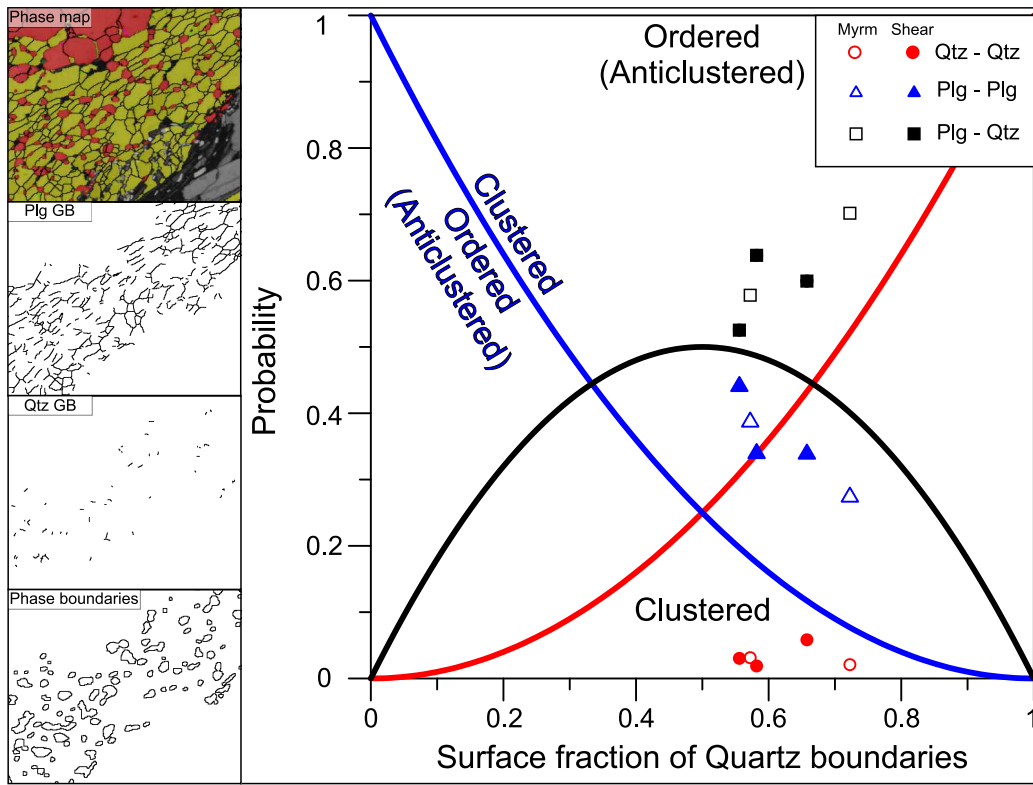 Phase map
Plg GB
Qtz GB
Phase boundaries
Probability
1
0.8
0.6
0.4
0.2
0
0
0.2
0.4
0.6
0.8
1
Surface fraction of Quartz boundaries
Ordered
(Anticlustered)
Clustered
Ordered
(Anticlustered)
Clustered
Myrm Shear
Qtz - Qtz
Plg - Plg
Plg - Qtz